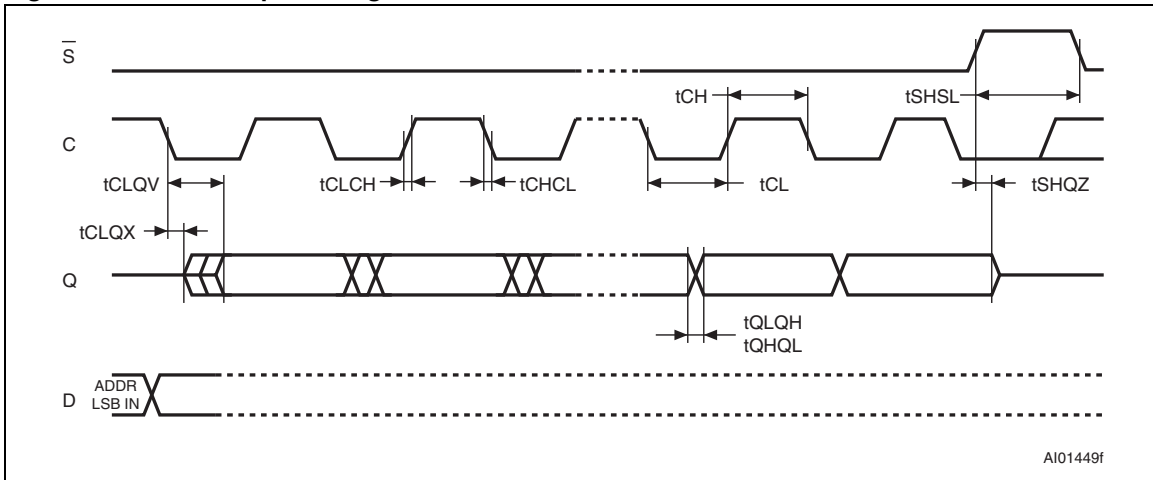 S
tCH
tSHSL
C
tCLQV
tCLCH
tCHCL
tCL
tSHQZ
tCLQX
Q
tQLQH
tQHQL
D
ADDR
LSB IN
AI01449f